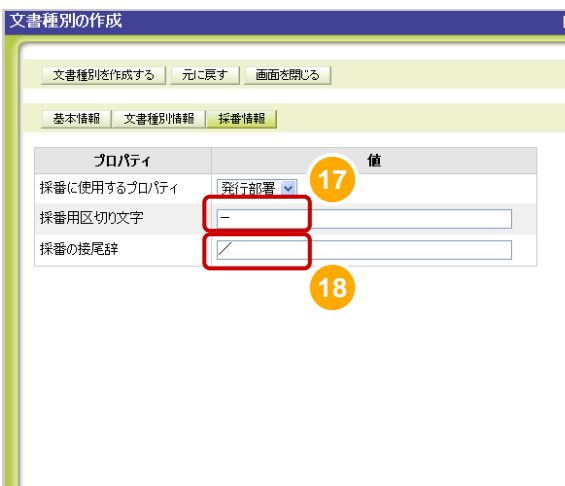 文書種別の作成
文書種別を作成する 元に戻す 画面を閉じる
基本情報 文書種別情報 採番情報
プロパティ 値
採番に使用するプロパティ 発行部署 17
採番用区切り文字 −
採番の接尾辞 ／
18